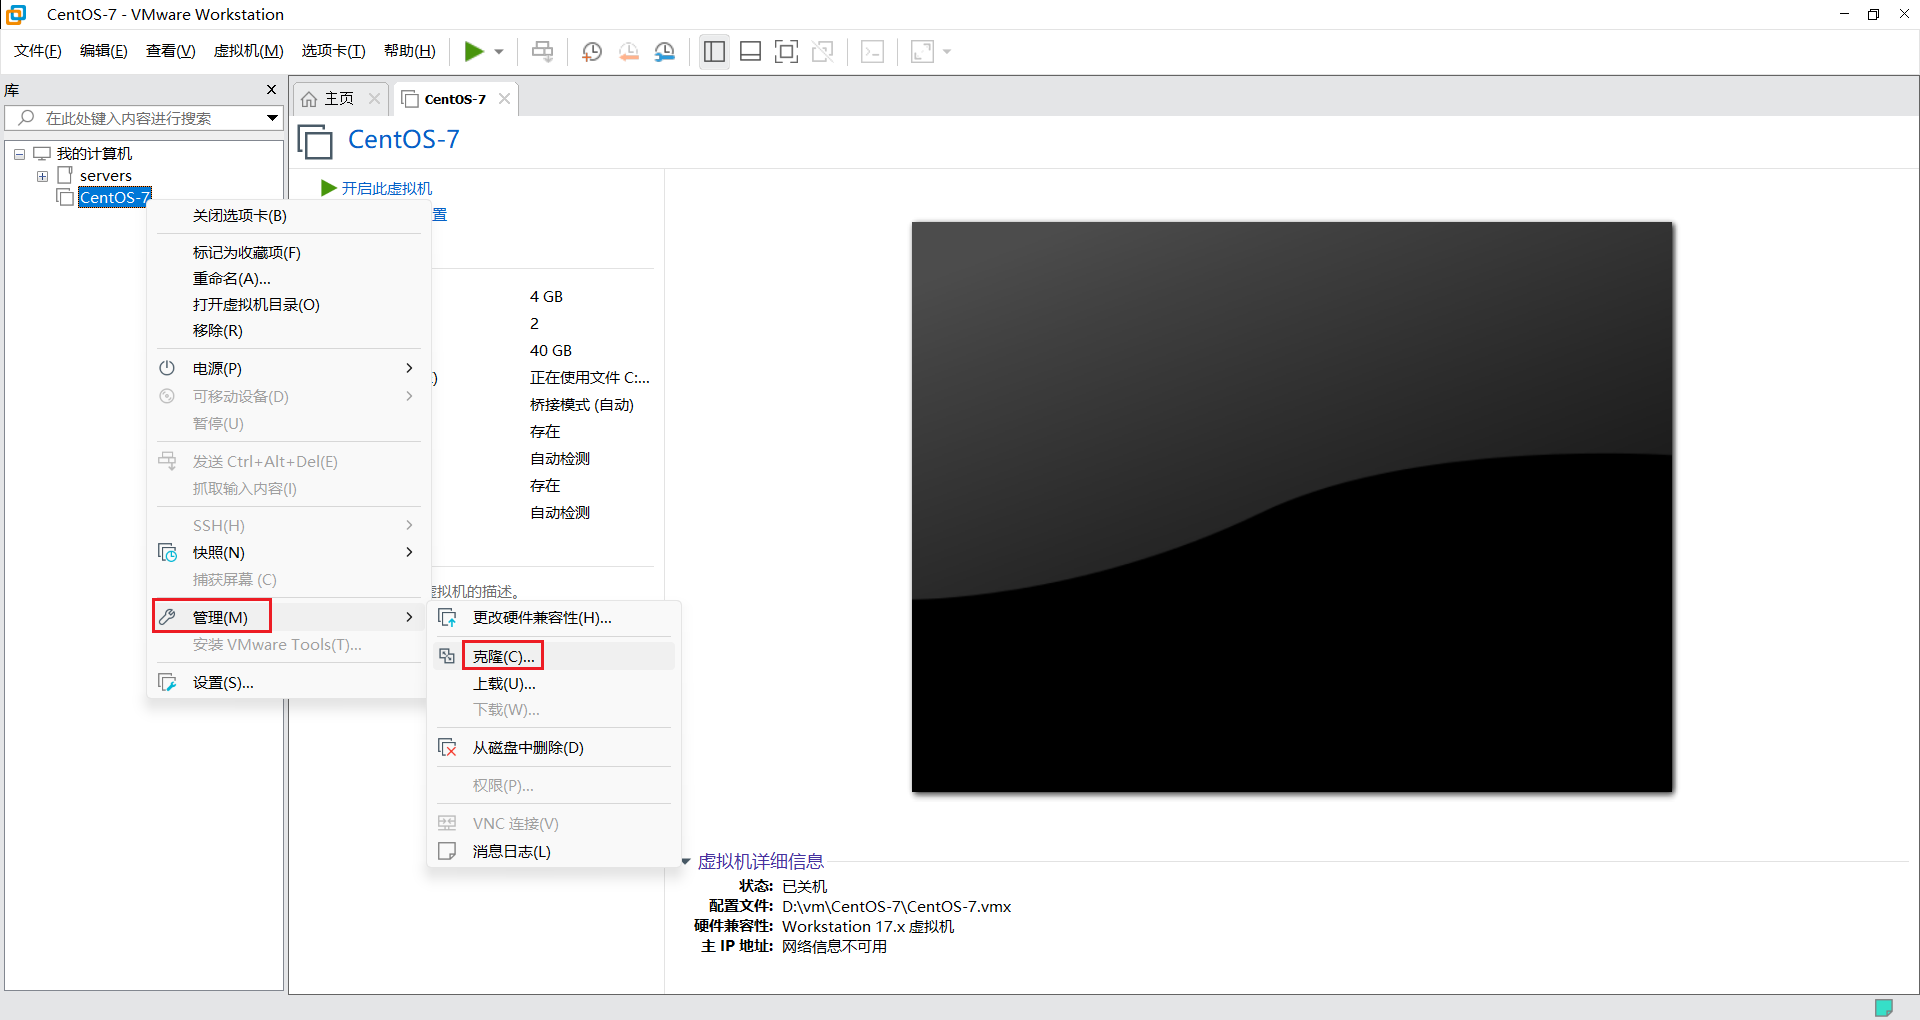 CentOS-7 - VMware Workstation
文件(F) 编辑(E) 查看(V) 虚拟机(M) 选项卡(T) 帮助(H)
库
在此处键入内容进行搜索
我的计算机
servers
CentOS-7
主页
CentOS-7
CentOS-7
开启此虚拟机
置
4 GB
2
40 GB
正在使用文件 C:...
桥接模式 (自动)
存在
自动检测
存在
自动检测
虚拟机的描述。
关闭选项卡(B)
标记为收藏项(F)
重命名(A)...
打开虚拟机目录(O)
移除(R)
电源(P)
可移动设备(D)
暂停(U)
发送 Ctrl+Alt+Del(E)
抓取输入内容(I)
SSH(H)
快照(N)
捕获屏幕 (C)
管理(M)
安装 VMware Tools(T)...
设置(S)...
更改硬件兼容性(H)...
克隆(C)...
上载(U)...
下载(W)...
从磁盘中删除(D)
权限(P)...
VNC 连接(V)
消息日志(L)
虚拟机详细信息
状态: 已关机
配置文件: D:\vm\CentOS-7\CentOS-7.vmx
硬件兼容性: Workstation 17.x 虚拟机
主 IP 地址: 网络信息不可用